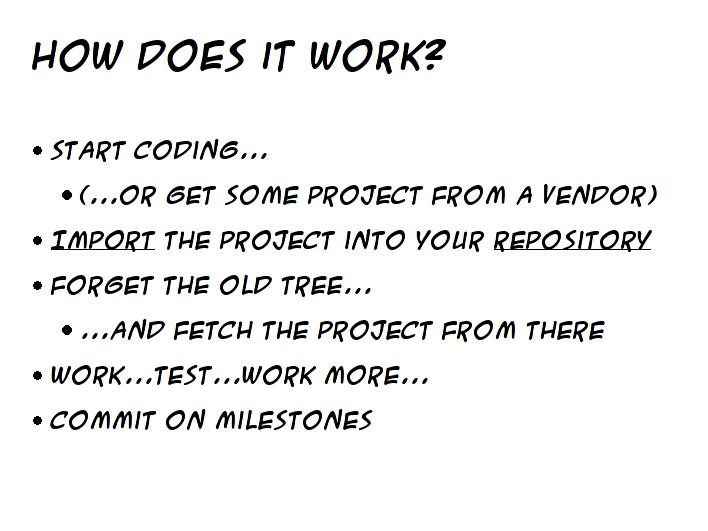 HOW DOES IT WORK?
• START CODING...
• (...OR GET SOME PROJECT FROM A VENDOR)
• IMPORT THE PROJECT INTO YOUR REPOSITORY
• FORGET THE OLD TREE...
• ...AND FETCH THE PROJECT FROM THERE
• WORK...TEST...WORK MORE...
• COMMIT ON MILESTONES